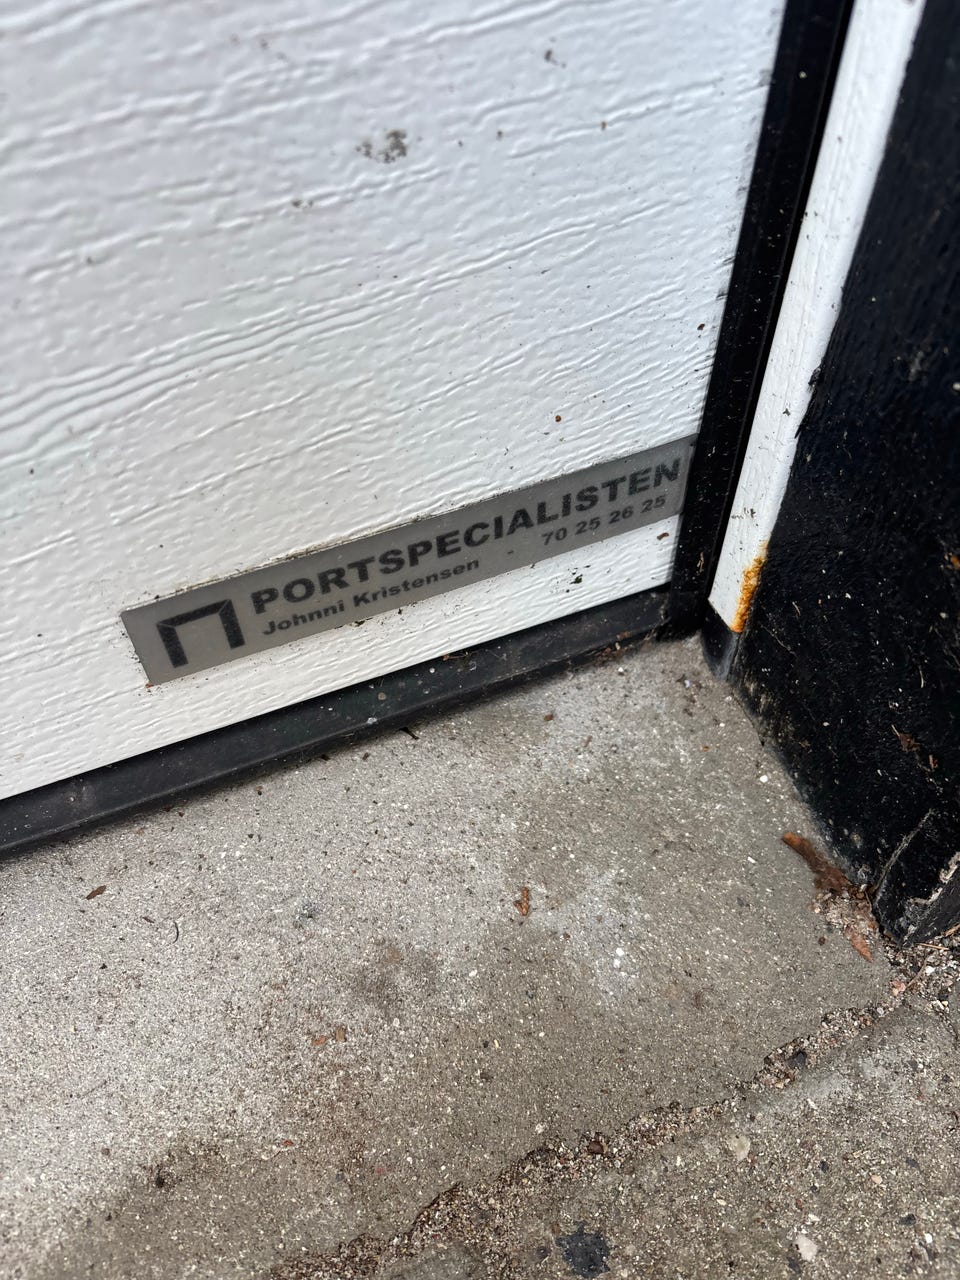 PORTSPECIALISTEN
Johnni Kristensen - 70 25 26 25